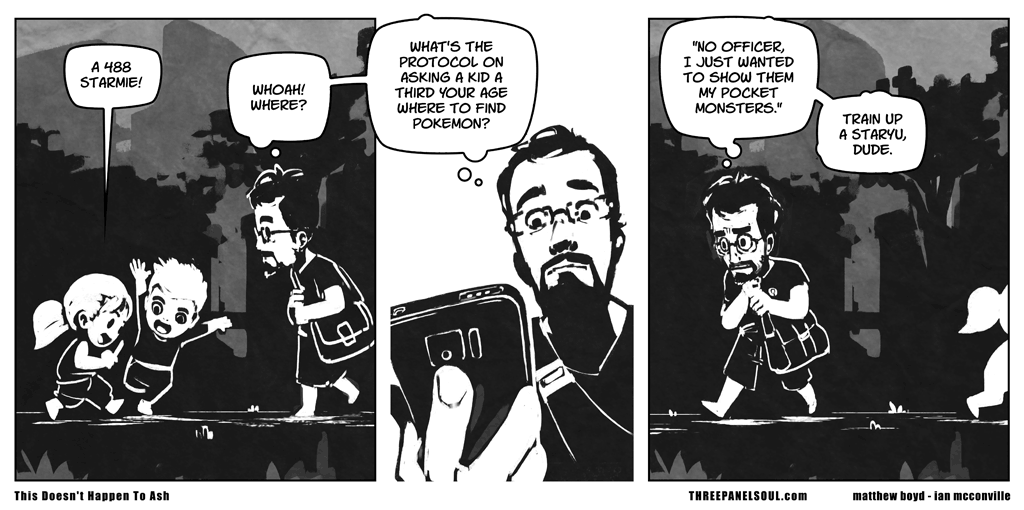 A 488
STARMIE!
WHOAH!
WHERE?
WHAT'S THE
PROTOCOL ON
ASKING A KID A
THIRD YOUR AGE
WHERE TO FIND
POKEMON?
"NO OFFICER,
I JUST WANTED
TO SHOW THEM
MY POCKET
MONSTERS."
TRAIN UP
A STARYU,
DUDE.
This Doesn't Happen To Ash
THREEPANELSOUL.com
matthew boyd - ian mcconville